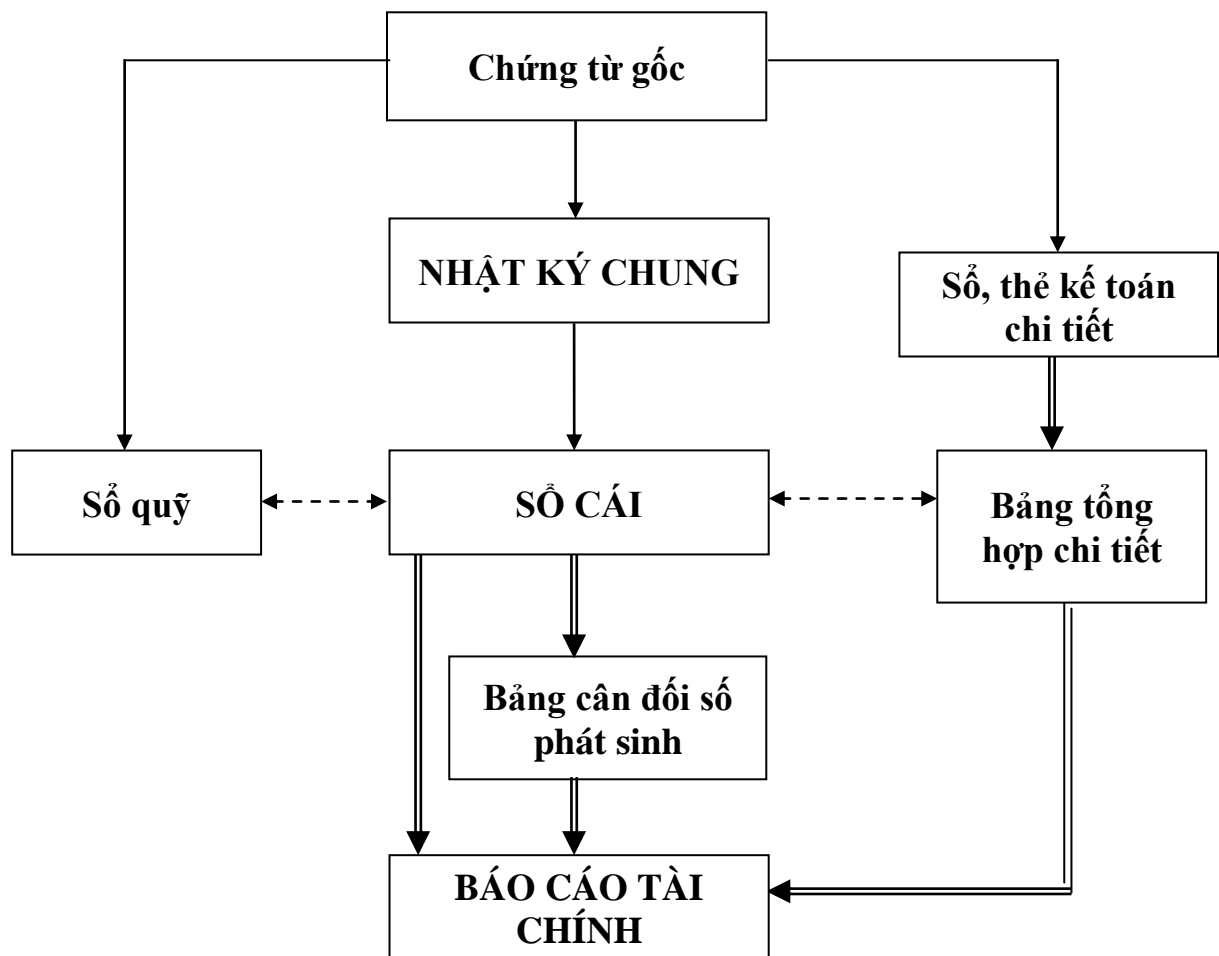 Chứng từ gốc
NHẬT KÝ CHUNG
Sổ, thẻ kế toán
chi tiết
Sổ quỹ
SỔ CÁI
Bảng tổng
hợp chi tiết
Bảng cân đối số
phát sinh
BÁO CÁO TÀI
CHÍNH